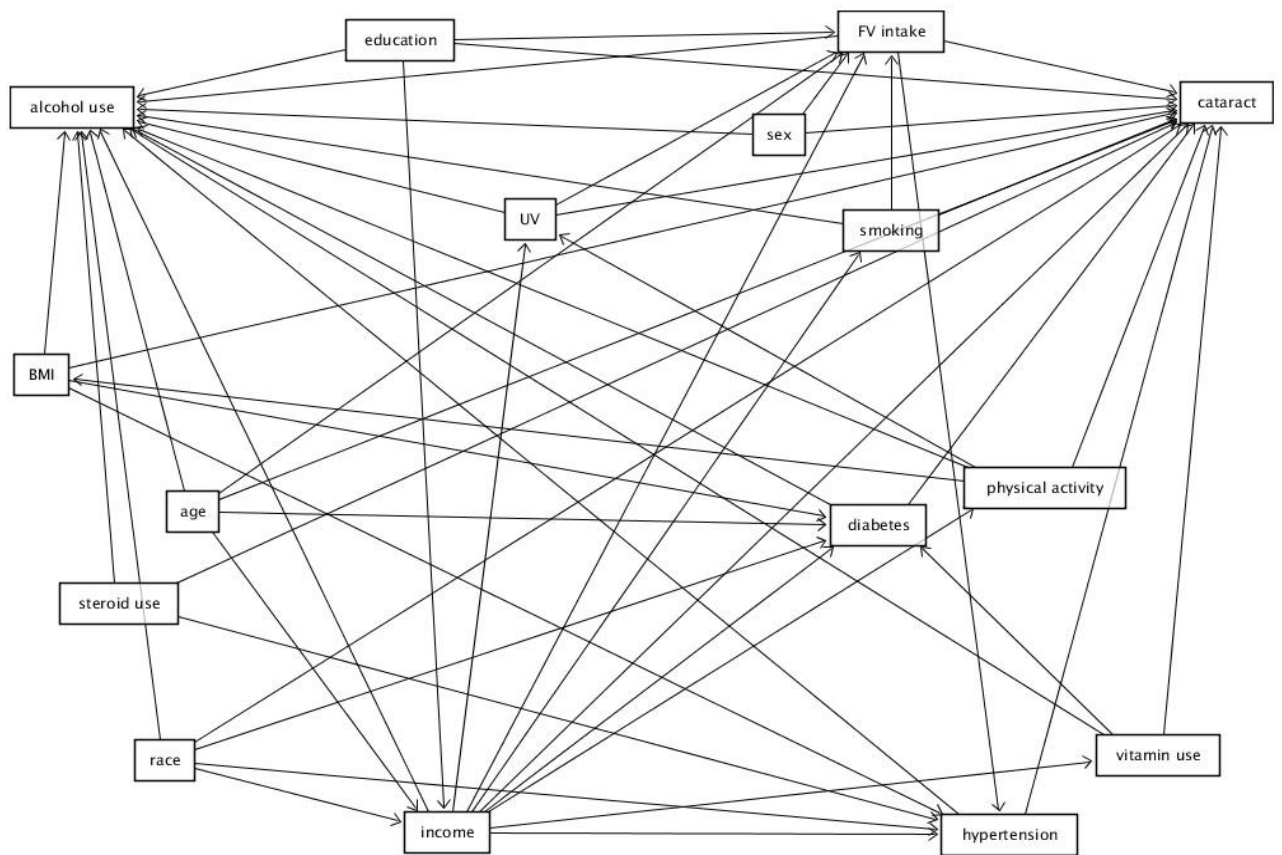 education
FV intake
alcohol use
cataract
sex
UV
smoking
BMI
physical activity
age
diabetes
steroid use
race
vitamin use
income
hypertension